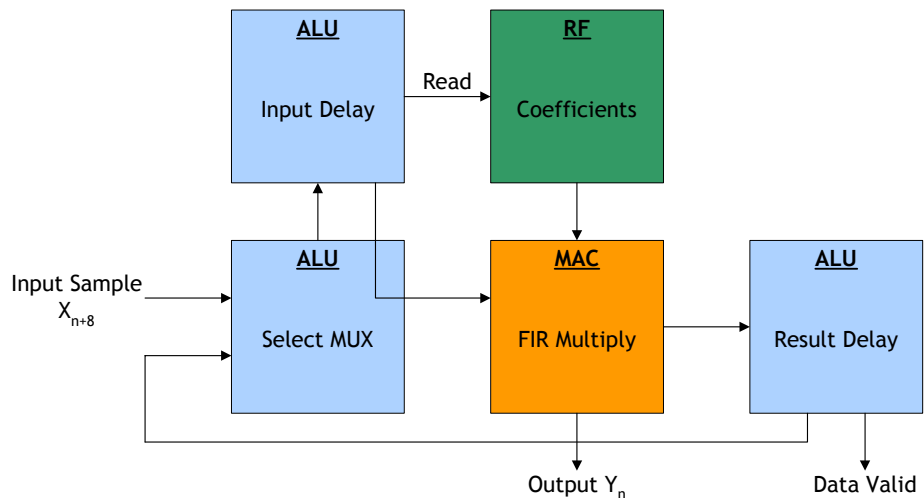 ALU
Input Delay
Read
RF
Coefficients
Input Sample
Xn+8
ALU
Select MUX
MAC
FIR Multiply
ALU
Result Delay
Output Yn
Data Valid